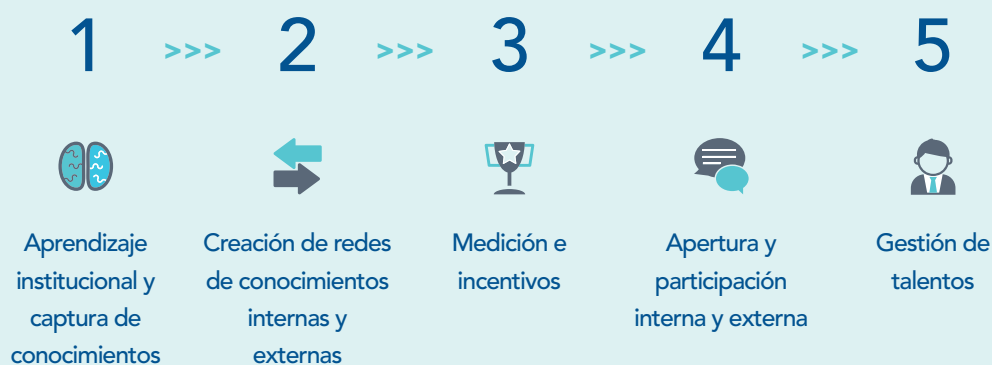 1 >>> 2 >>> 3 >>> 4 >>> 5
Aprendizaje
institucional y
captura de
conocimientos
Creación de redes
de conocimientos
internas y
externas
Medición e
incentivos
Apertura y
participación
interna y externa
Gestión de
talentos